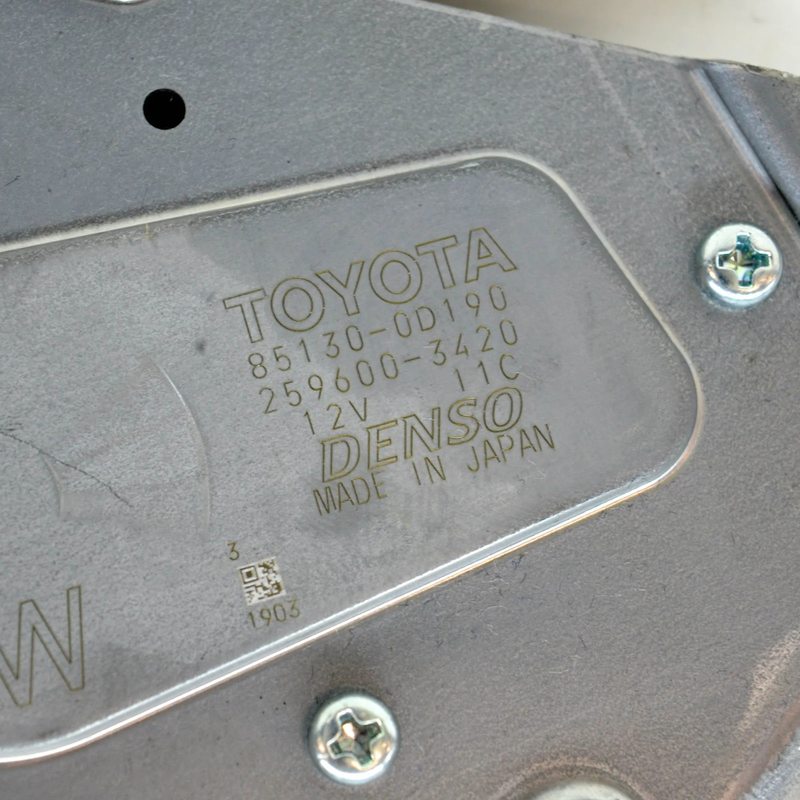 TOYOTA
85130-0D190
259600-3420
12V 11C
DENSO
MADE IN JAPAN
3
1903
W